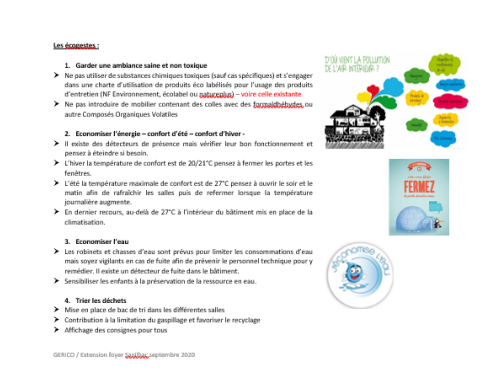 Les écogestes :
1. Garder une ambiance saine et non toxique
Ne pas utiliser de substances chimiques toxiques (sauf cas spécifiques) et s'engager
dans une charte d'utilisation de produits éco labélisés pour l'usage des produits
d'entretien (NF Environnement, écolabel ou natureplus) – voire celle existante
Ne pas introduire de mobilier contenant des colles avec des formaldhéydes ou
autre Composés Organiques Volatiles
2. Economiser l'énergie – confort d'été – confort d'hiver -
Il existe des détecteurs de présence mais vérifier leur bon fonctionnement et
pensez à éteindre si besoin.
L'hiver la température de confort est de 20/21°C pensez à fermer les portes et les
fenêtres.
L'été la température maximale de confort est de 27°C pensez à ouvrir le soir et le
matin afin de rafraîchir les salles puis de refermer lorsque la température
journalière augmente.
En dernier recours, au-delà de 27°C à l'intérieur du bâtiment mis en place de la
climatisation.
3. Economiser l'eau
Les robinets et chasses d'eau sont prévus pour limiter les consommations d'eau
mais soyez vigilants en cas de fuite afin de prévenir le personnel technique pour y
remédier. Il existe un détecteur de fuite dans le bâtiment.
Sensibiliser les enfants à la préservation de la ressource en eau.
4. Trier les déchets
Mise en place de bac de tri dans les différentes salles
Contribution à la limitation du gaspillage et favoriser le recyclage
Affichage des consignes pour tous
GERICO / Extension foyer Sanilhac septembre 2020
D'OÙ VIENT LA POLLUTION
DE L'AIR INTÉRIEUR ?
FERMEZ
J'économise l'eau